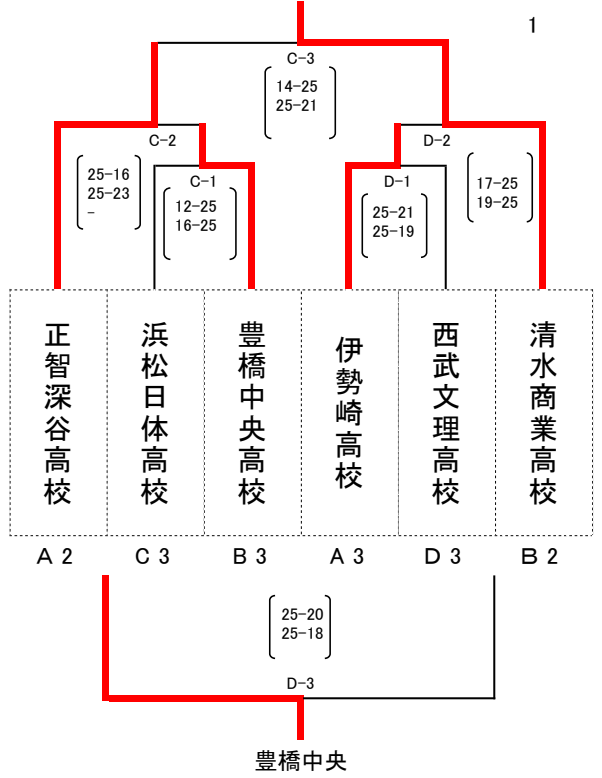 1
C-3
14-25
25-21
C-2
D-2
25-16
25-23
-
C-1
12-25
16-25
D-1
25-21
25-19
17-25
19-25
正智深谷高校
浜松日体高校
豊橋中央高校
伊勢崎高校
西武文理高校
清水商業高校
A2
C3
B3
A3
D3
B2
25-20
25-18
D-3
豊橋中央